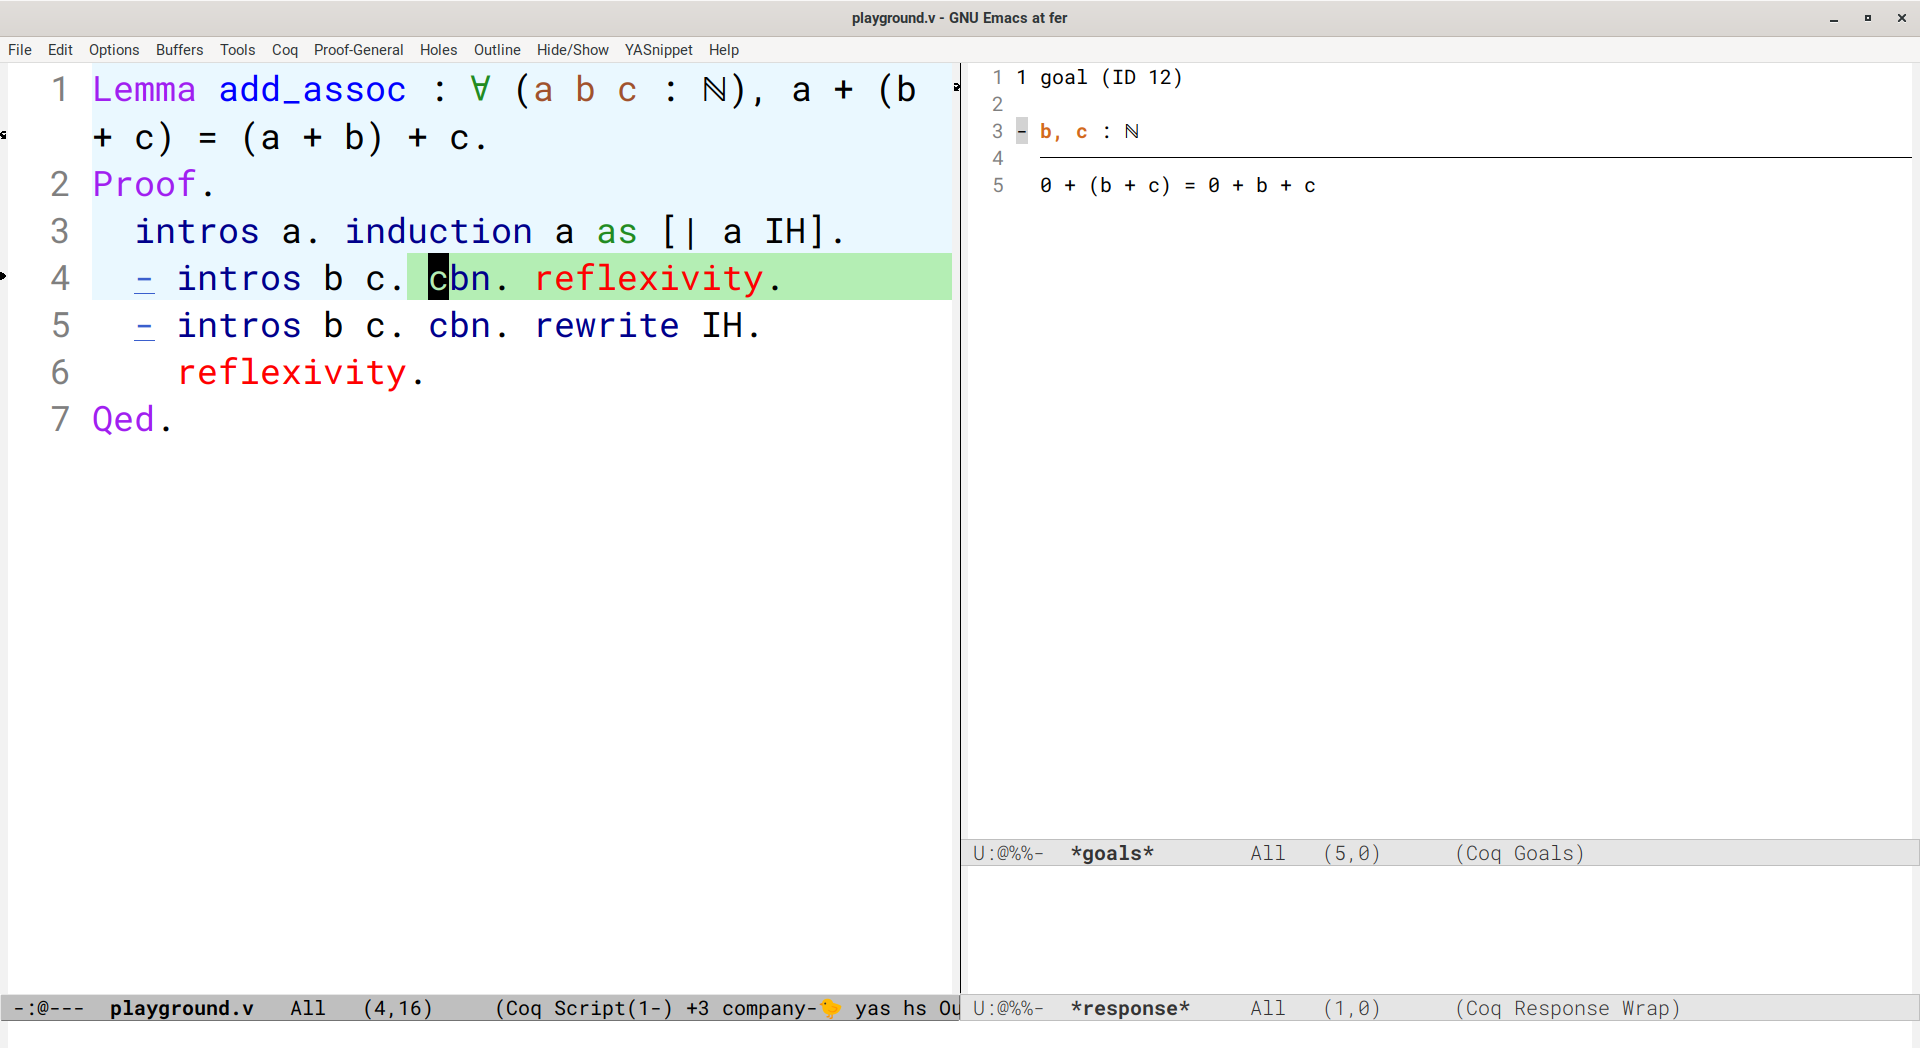 playground.v - GNU Emacs at fer
File Edit Options Buffers Tools Coq Proof-General Holes Outline Hide/Show YASnippet Help
1 Lemma add_assoc : ∀ (a b c : ℕ), a + (b
+ c) = (a + b) + c.
2 Proof.
3 intros a. induction a as [| a IH].
4 - intros b c. cbn. reflexivity.
5 - intros b c. cbn. rewrite IH.
6 reflexivity.
7 Qed.
-:@--- playground.v All (4,16) (Coq Script(1-) +3 company-🐤 yas hs Ou
1 1 goal (ID 12)
2
3 - b, c : ℕ
4
5 0 + (b + c) = 0 + b + c
U:@%%- *goals* All (5,0) (Coq Goals)
U:@%%- *response* All (1,0) (Coq Response Wrap)